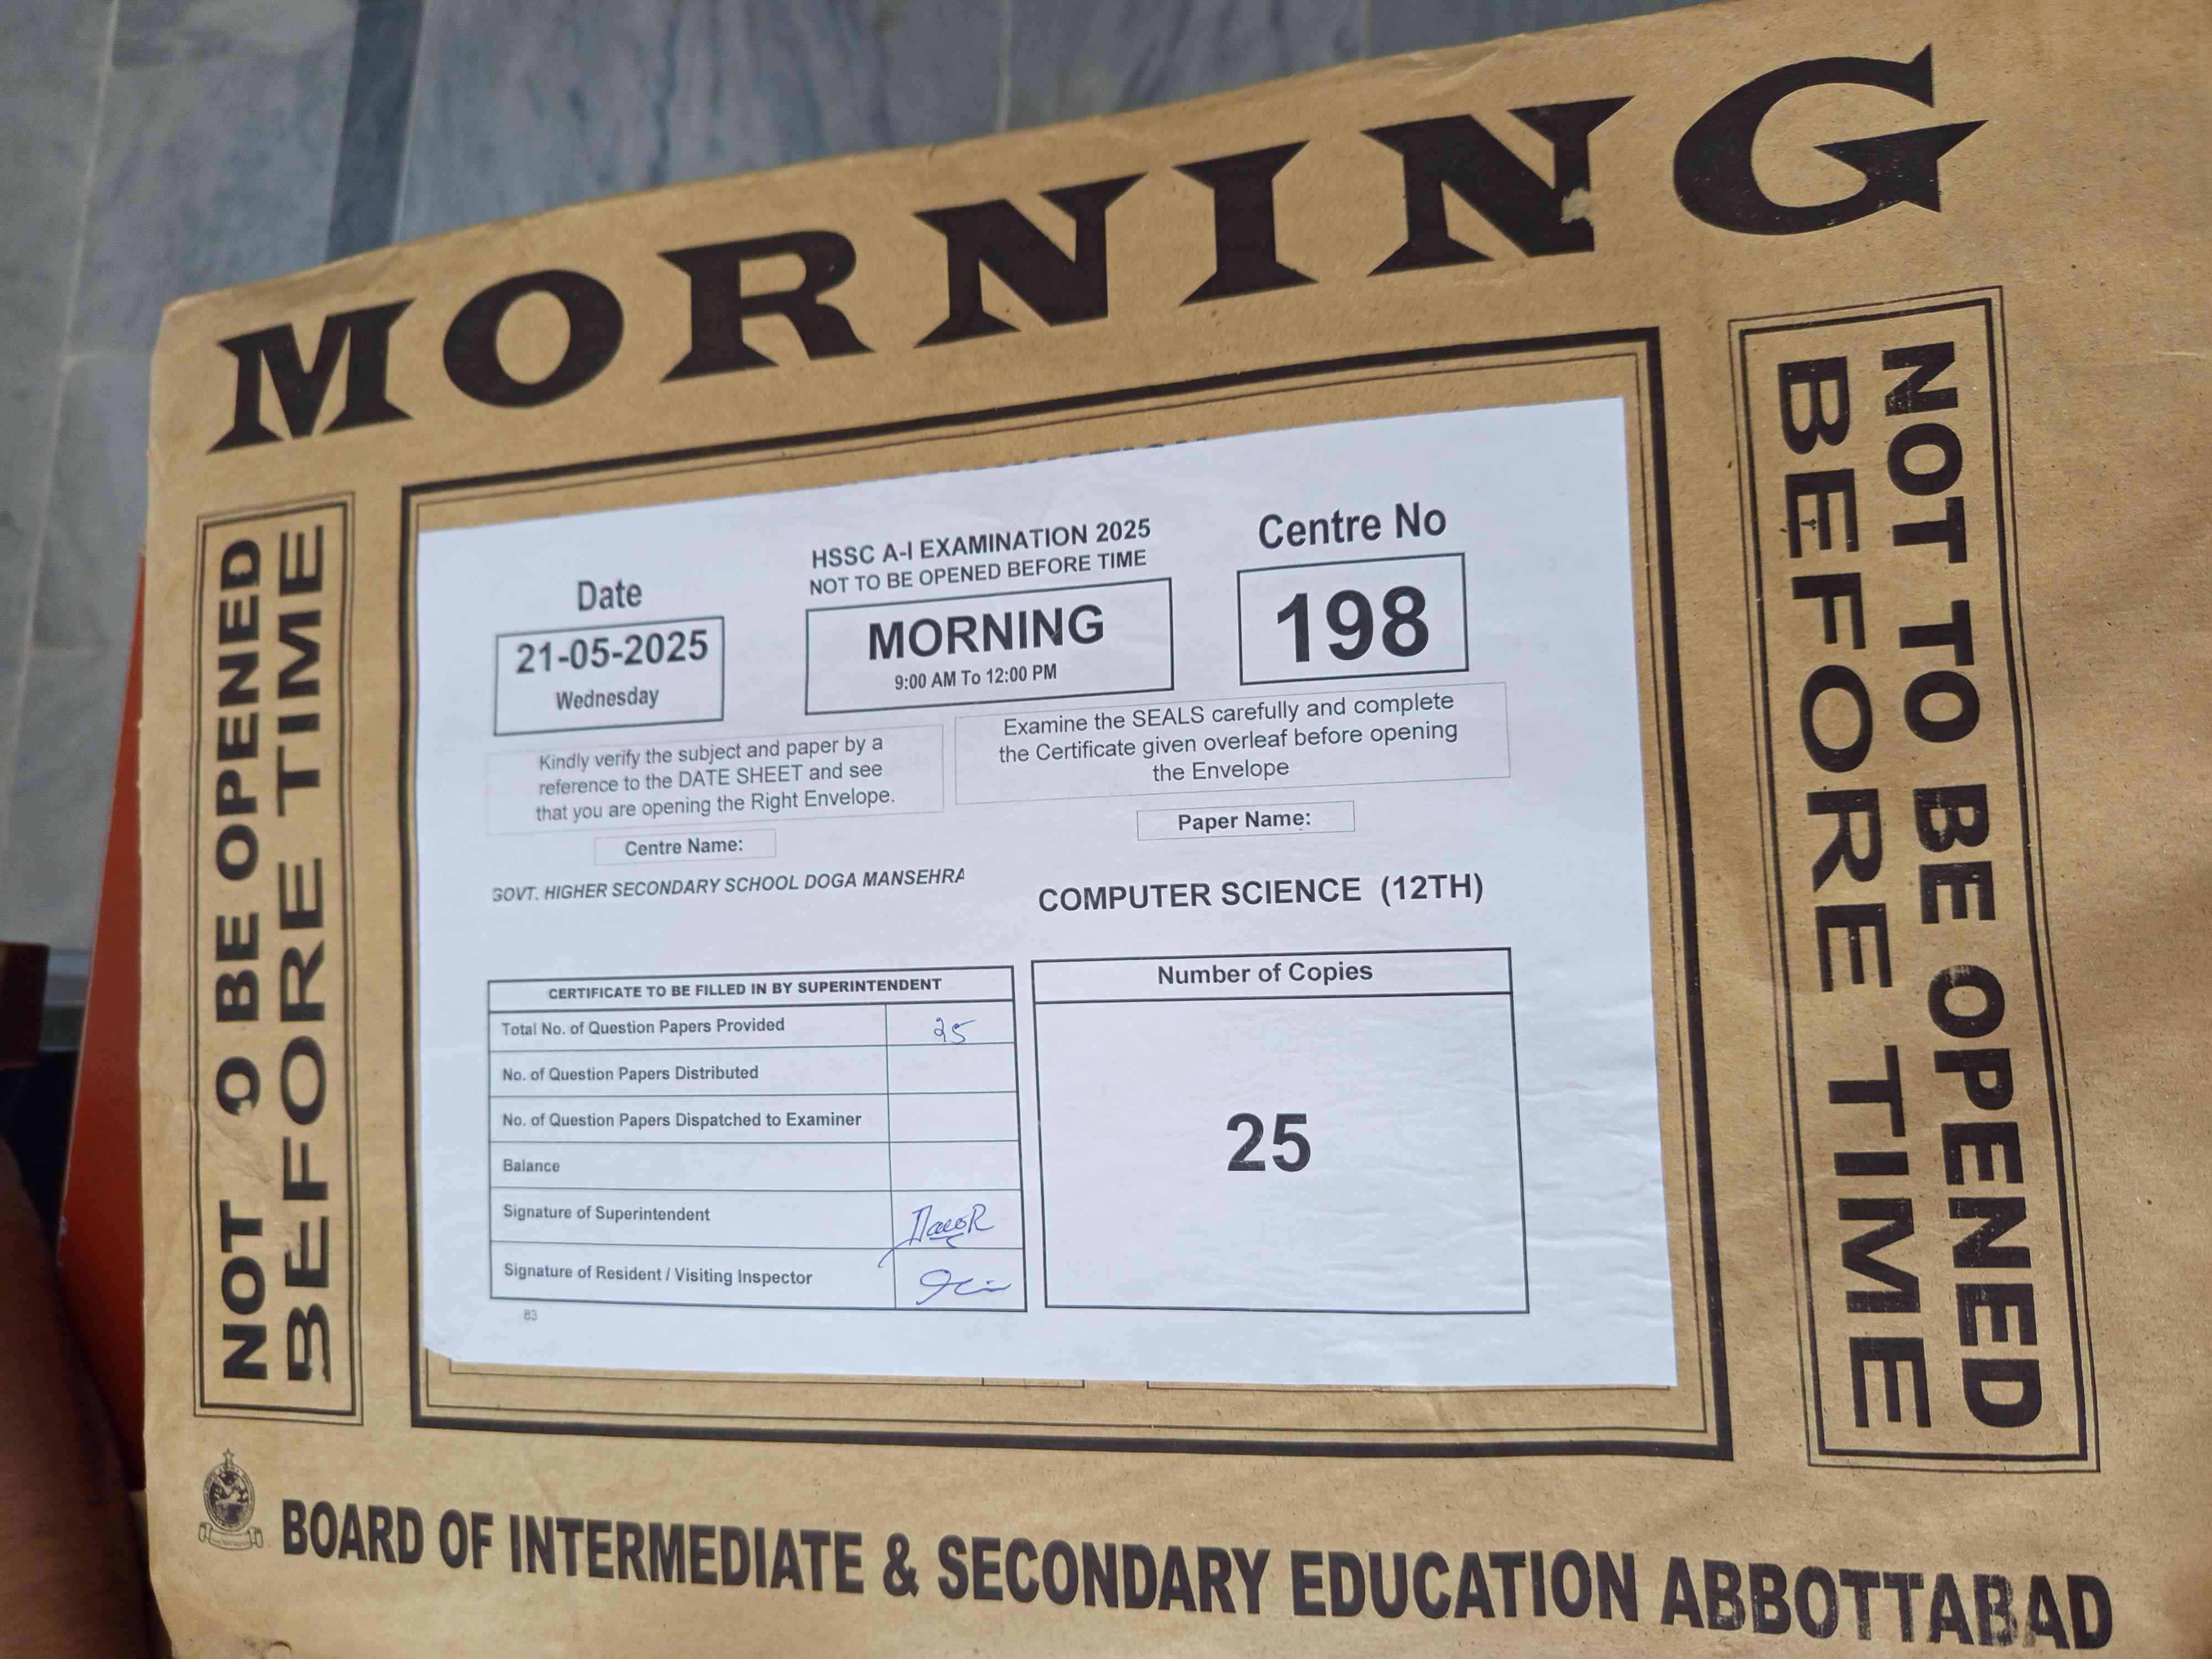 MORNING
NOT O BE OPENED
BEFORE TIME
NOT TO BE OPENED
BEFORE TIME
Date
21-05-2025
Wednesday
HSSC A-I EXAMINATION 2025
NOT TO BE OPENED BEFORE TIME
MORNING
9:00 AM To 12:00 PM
Centre No
198
Kindly verify the subject and paper by a
reference to the DATE SHEET and see
that you are opening the Right Envelope.
Examine the SEALS carefully and complete
the Certificate given overleaf before opening
the Envelope
Centre Name:
GOVT. HIGHER SECONDARY SCHOOL DOGA MANSEHRA
Paper Name:
COMPUTER SCIENCE (12TH)
CERTIFICATE TO BE FILLED IN BY SUPERINTENDENT
Total No. of Question Papers Provided 25
No. of Question Papers Distributed
No. of Question Papers Dispatched to Examiner
Balance
Signature of Superintendent
Signature of Resident / Visiting Inspector
83
Number of Copies
25
BOARD OF INTERMEDIATE & SECONDARY EDUCATION ABBOTTABAD